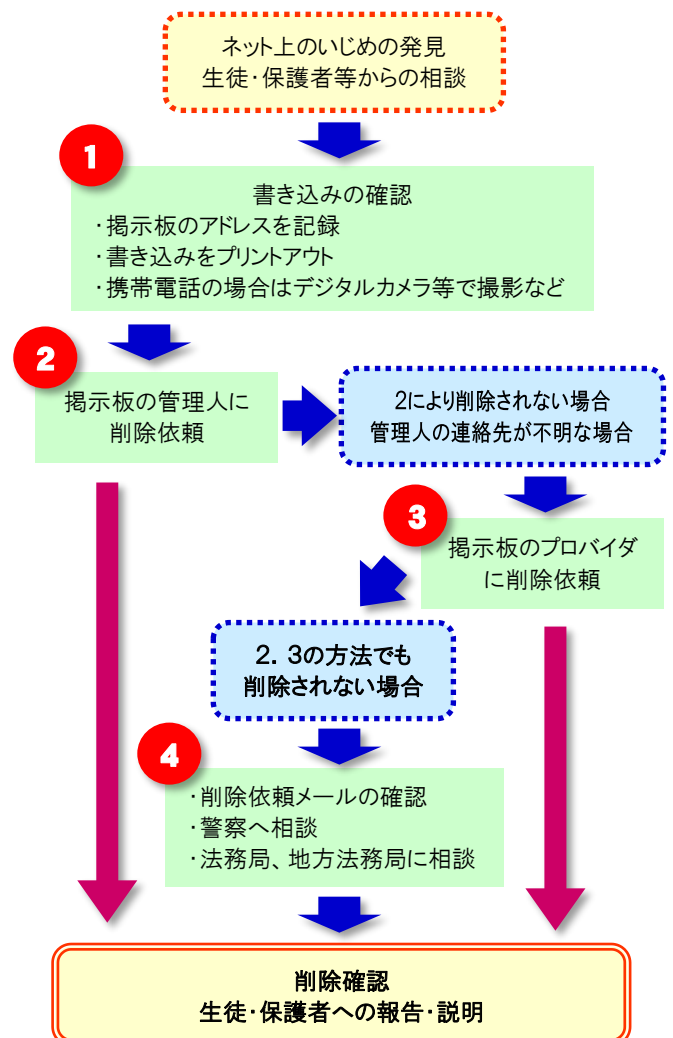 ネット上のいじめの発見
生徒・保護者等からの相談
1
書き込みの確認
・掲示板のアドレスを記録
・書き込みをプリントアウト
・携帯電話の場合はデジタルカメラ等で撮影など
2
掲示板の管理人に
削除依頼
2により削除されない場合
管理人の連絡先が不明な場合
3
掲示板のプロバイダ
に削除依頼
2．3の方法でも
削除されない場合
4
・削除依頼メールの確認
・警察へ相談
・法務局、地方法務局に相談
削除確認
生徒・保護者への報告・説明